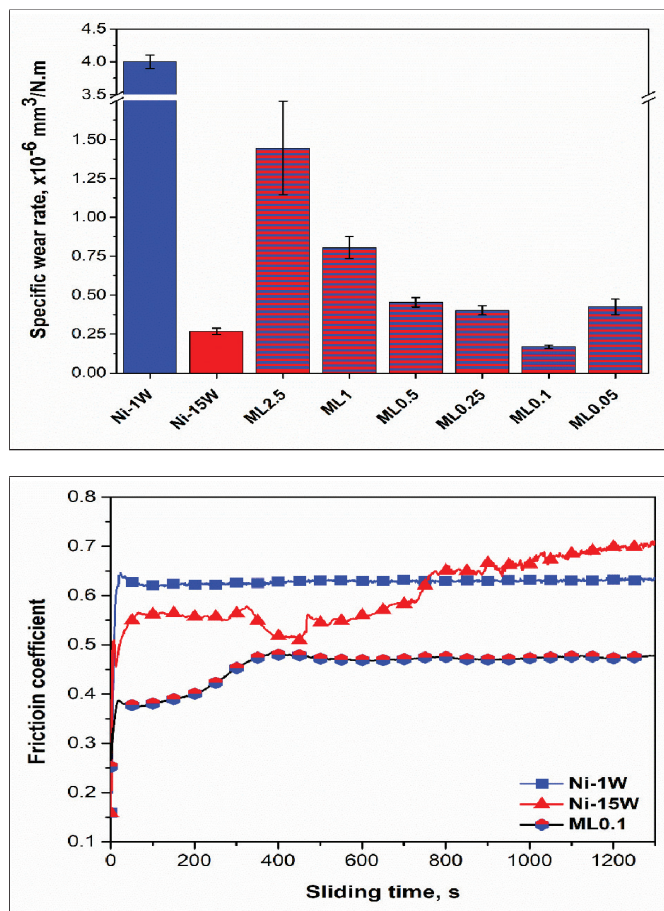 Specific wear rate, x10-6 mm3/N.m
4.5
4.0
3.5
1.50
1.25
0.75
0.50
0.25
0.00
Ni-1W
Ni-15W
ML2.5
ML1
ML0.5
ML0.25
ML0.1
ML0.05
Frictioin coefficient
0.8
0.7
0.6
0.5
0.4
0.3
0.2
0.1
Ni-1W
Ni-15W
ML0.1
0 200 400 600 800 1000 1200
Sliding time, s